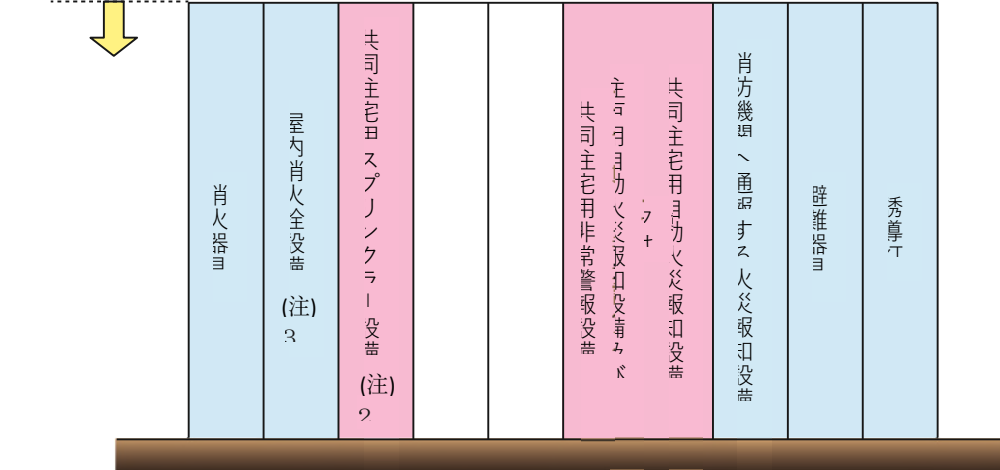 消火器具
屋内消火栓設備
(注)
3
共同住宅用スプリンクラー設備
(注)
2
共同住宅用自動火災報知設備
又は
住戸用自動火災報知設備及び
共同住宅用非常警報設備
消防機関へ通報する火災報知設備
避難器具
誘導灯